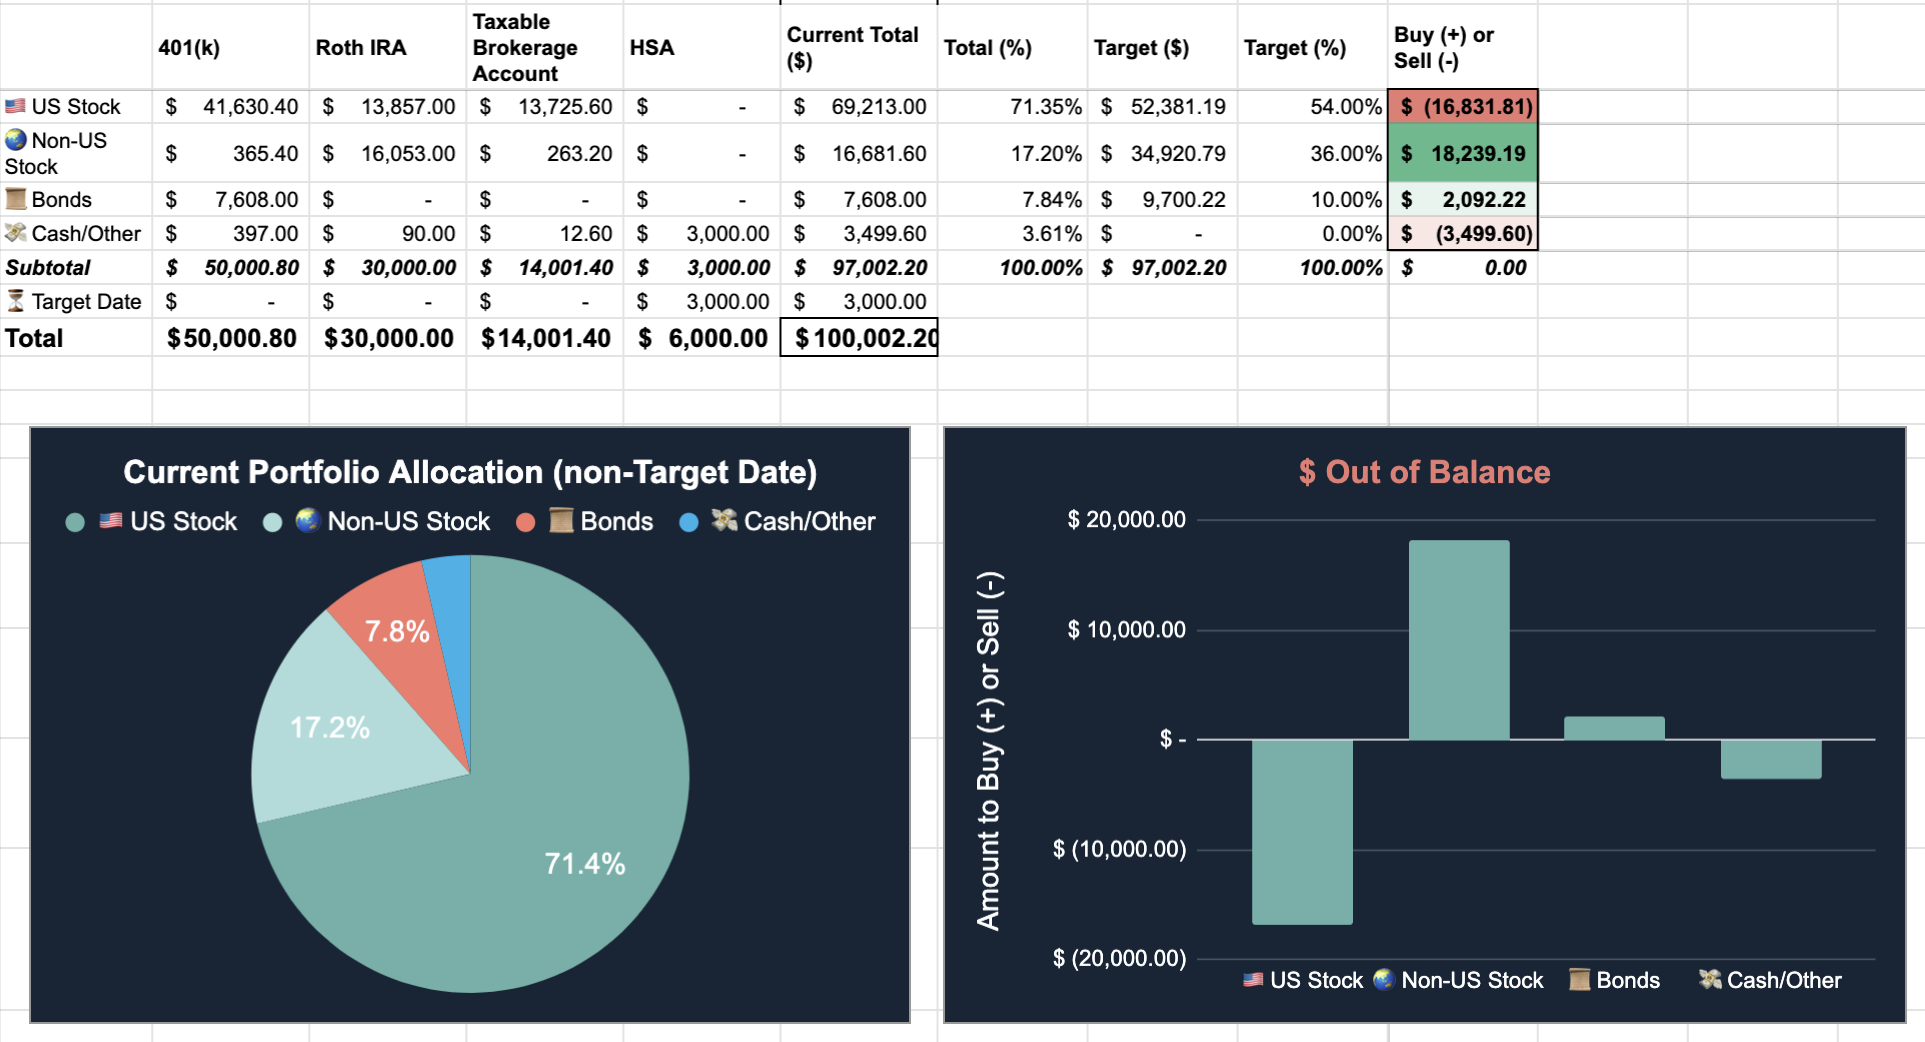 401(k) Roth IRA Taxable Brokerage Account HSA Current Total ($) Total (%) Target ($) Target (%) Buy (+) or Sell (-)
US Stock $ 41,630.40 $ 13,857.00 $ 13,725.60 $ - $ 69,213.00 71.35% $ 52,381.19 54.00% $ (16,831.81)
Non-US Stock $ 365.40 $ 16,053.00 $ 263.20 $ - $ 16,681.60 17.20% $ 34,920.79 36.00% $ 18,239.19
Bonds $ 7,608.00 $ - $ - $ - $ 7,608.00 7.84% $ 9,700.22 10.00% $ 2,092.22
Cash/Other $ 397.00 $ 90.00 $ 12.60 $ 3,000.00 $ 3,499.60 3.61% $ - 0.00% $ (3,499.60)
Subtotal $ 50,000.80 $ 30,000.00 $ 14,001.40 $ 3,000.00 $ 97,002.20 100.00% $ 97,002.20 100.00% $ 0.00
Target Date $ - $ - $ - $ 3,000.00 $ 3,000.00
Total $50,000.80 $30,000.00 $14,001.40 $ 6,000.00 $100,002.20
Current Portfolio Allocation (non-Target Date)
US Stock Non-US Stock Bonds Cash/Other
7.8%
17.2%
71.4%
$ Out of Balance
Amount to Buy (+) or Sell (-)
$ 20,000.00
$ 10,000.00
$ -
$ (10,000.00)
$ (20,000.00)
US Stock Non-US Stock Bonds Cash/Other